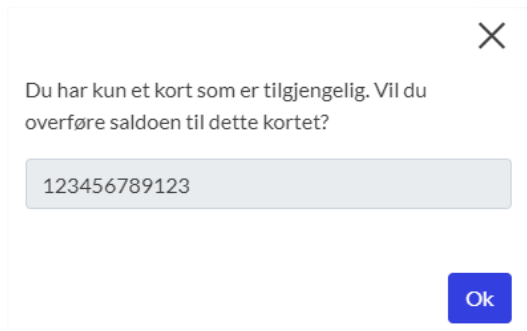 Du har kun et kort som er tilgjengelig. Vil du
overføre saldoen til dette kortet?
123456789123
Ok